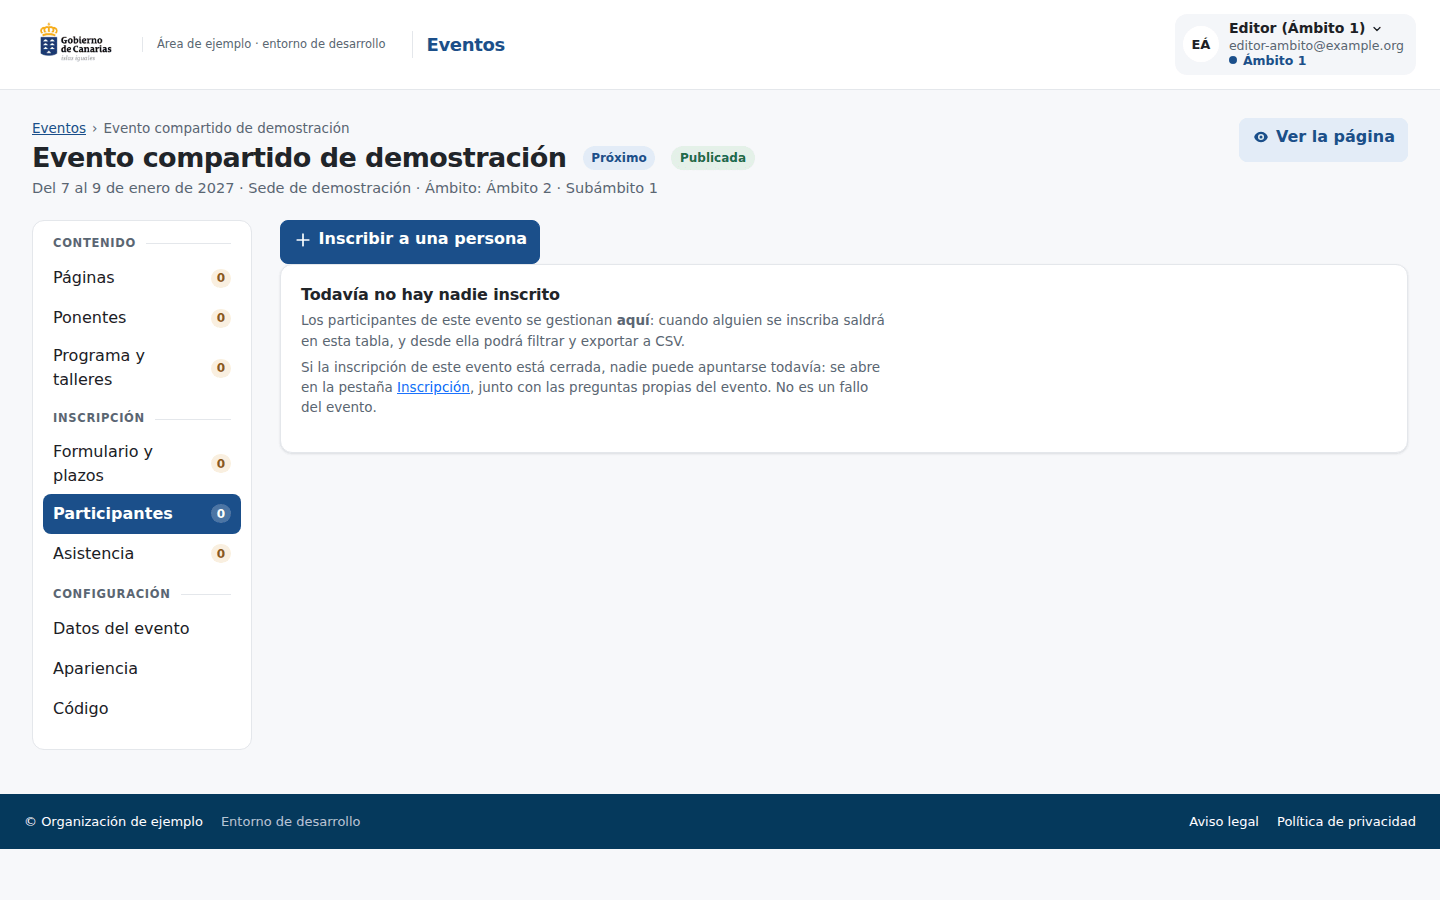 Gobierno
de Canarias
islas iguales
Área de ejemplo · entorno de desarrollo
Eventos
EÁ
Editor (Ámbito 1)
editor-ambito@example.org
Ámbito 1
Eventos › Evento compartido de demostración
Evento compartido de demostración
Próximo
Publicada
Ver la página
Del 7 al 9 de enero de 2027 · Sede de demostración · Ámbito: Ámbito 2 · Subámbito 1
CONTENIDO
Páginas 0
Ponentes 0
Programa y
talleres 0
INSCRIPCIÓN
Formulario y
plazos 0
Participantes 0
Asistencia 0
CONFIGURACIÓN
Datos del evento
Apariencia
Código
+ Inscribir a una persona
Todavía no hay nadie inscrito
Los participantes de este evento se gestionan aquí: cuando alguien se inscriba saldrá
en esta tabla, y desde ella podrá filtrar y exportar a CSV.
Si la inscripción de este evento está cerrada, nadie puede apuntarse todavía: se abre
en la pestaña Inscripción, junto con las preguntas propias del evento. No es un fallo
del evento.
© Organización de ejemplo
Entorno de desarrollo
Aviso legal
Política de privacidad